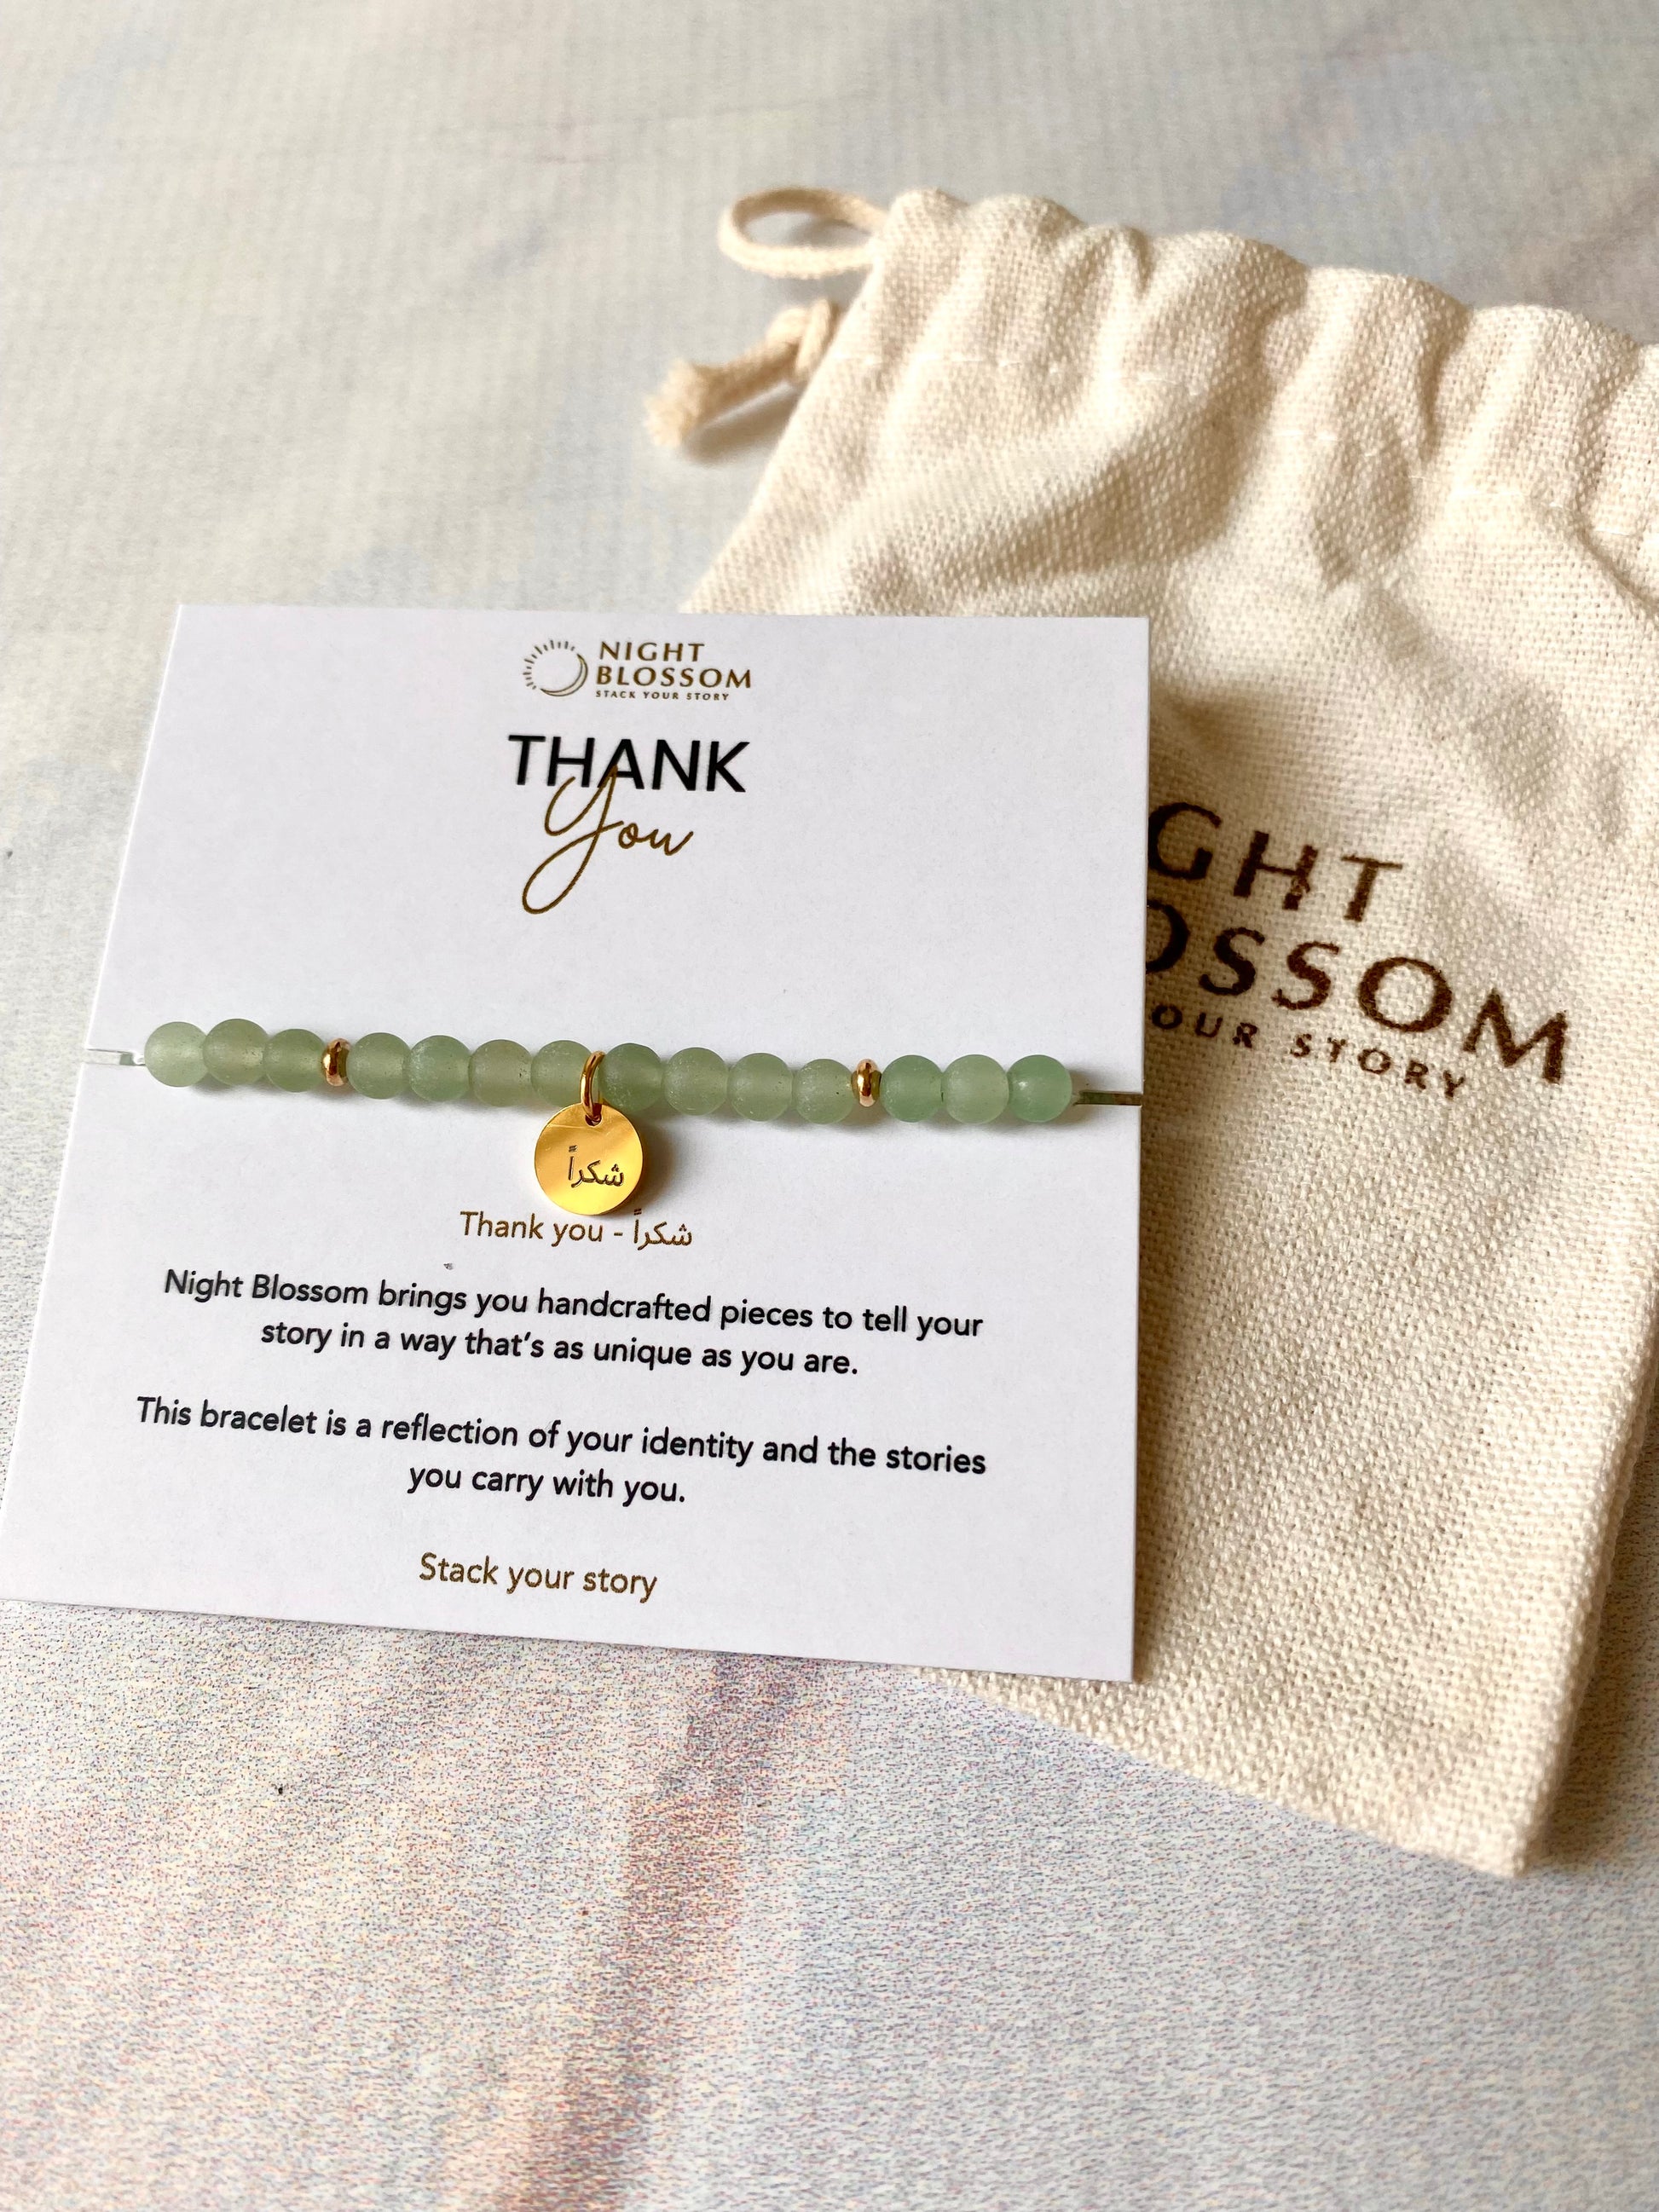 NIGHT
BLOSSOM
STACK YOUR STORY
THANK
You
شكراً
Thank you - شكراً
Night Blossom brings you handcrafted pieces to tell your
story in a way that's as unique as you are.
This bracelet is a reflection of your identity and the stories
you carry with you.
Stack your story
GHT
OSSOM
OUR STORY